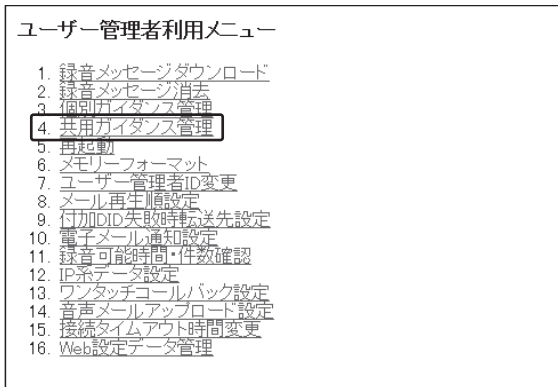 ユーザー管理者利用メニュー
1. 録音メッセージダウンロード
2. 録音メッセージ消去
3. 個別ガイダンス管理
4. 共用ガイダンス管理
5. 再起動
6. メモリーフォーマット
7. ユーザー管理者ID変更
8. メール再生順設定
9. 付加DID失敗時転送先設定
10. 電子メール通知設定
11. 録音可能時間・件数確認
12. IP系データ設定
13. ワンタッチコールバック設定
14. 音声メールアップロード設定
15. 接続タイムアウト時間変更
16. Web設定データ管理